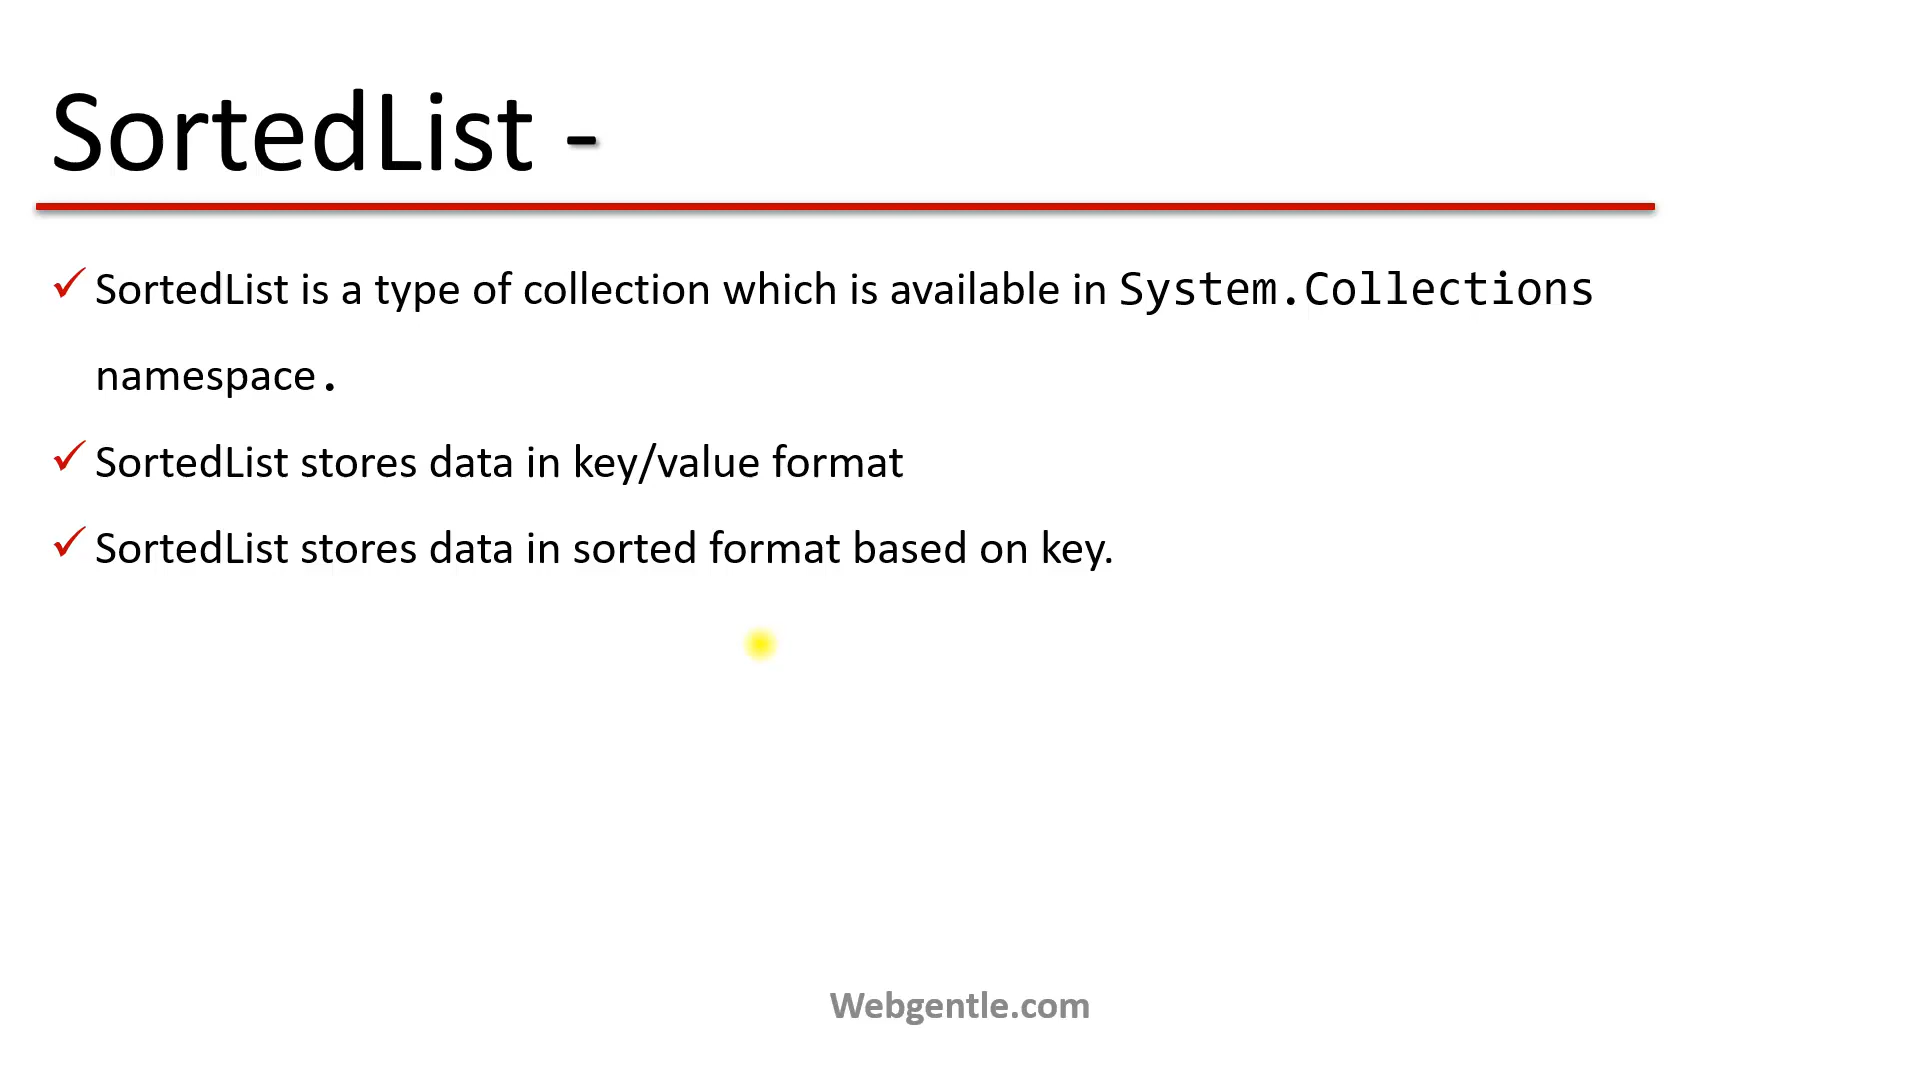 SortedList -
✓ SortedList is a type of collection which is available in System.Collections
namespace.
✓ SortedList stores data in key/value format
✓ SortedList stores data in sorted format based on key.
Webgentle.com